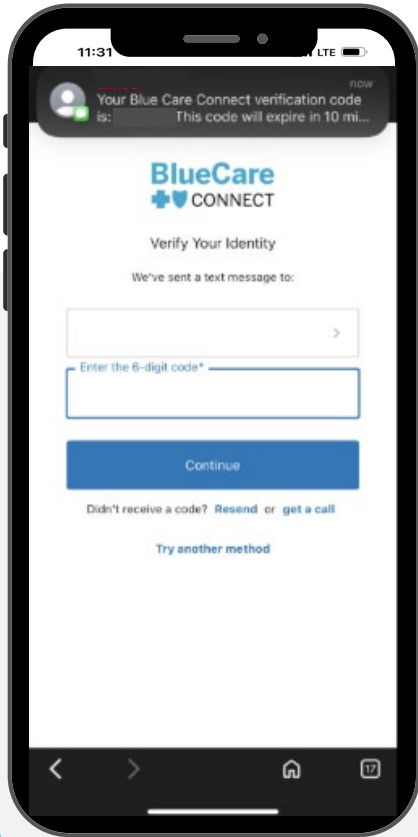 11:31
LTE
now
Your Blue Care Connect verification code
is: This code will expire in 10 mi...
BlueCare
CONNECT
Verify Your Identity
We've sent a text message to:
Enter the 6-digit code*
Continue
Didn't receive a code? Resend or get a call
Try another method
17